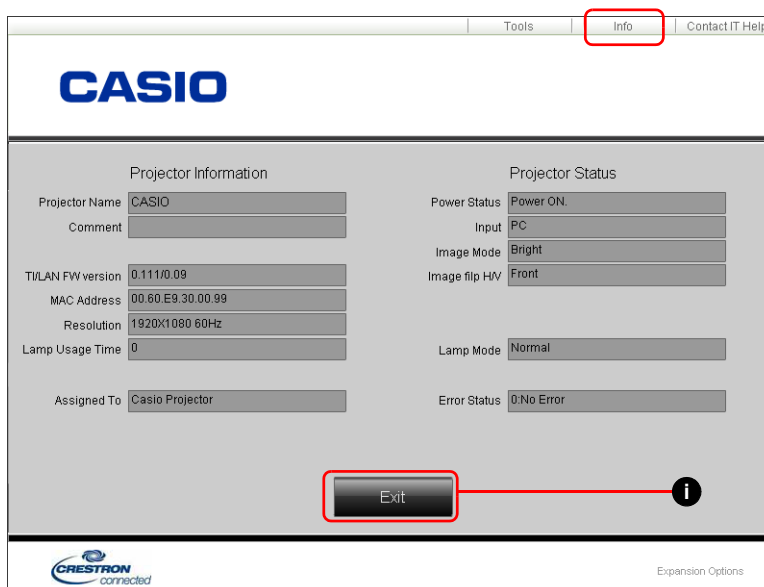 Tools Info Contact IT Help
CASIO
Projector Information
Projector Name CASIO
Comment
TI/LAN FW version 0.111/0.09
MAC Address 00.60.E9.30.00.99
Resolution 1920X1080 60Hz
Lamp Usage Time 0
Assigned To Casio Projector
Projector Status
Power Status Power ON.
Input PC
Image Mode Bright
Image filp H/V Front
Lamp Mode Normal
Error Status 0:No Error
Exit
i
CRESTRON
connected
Expansion Options